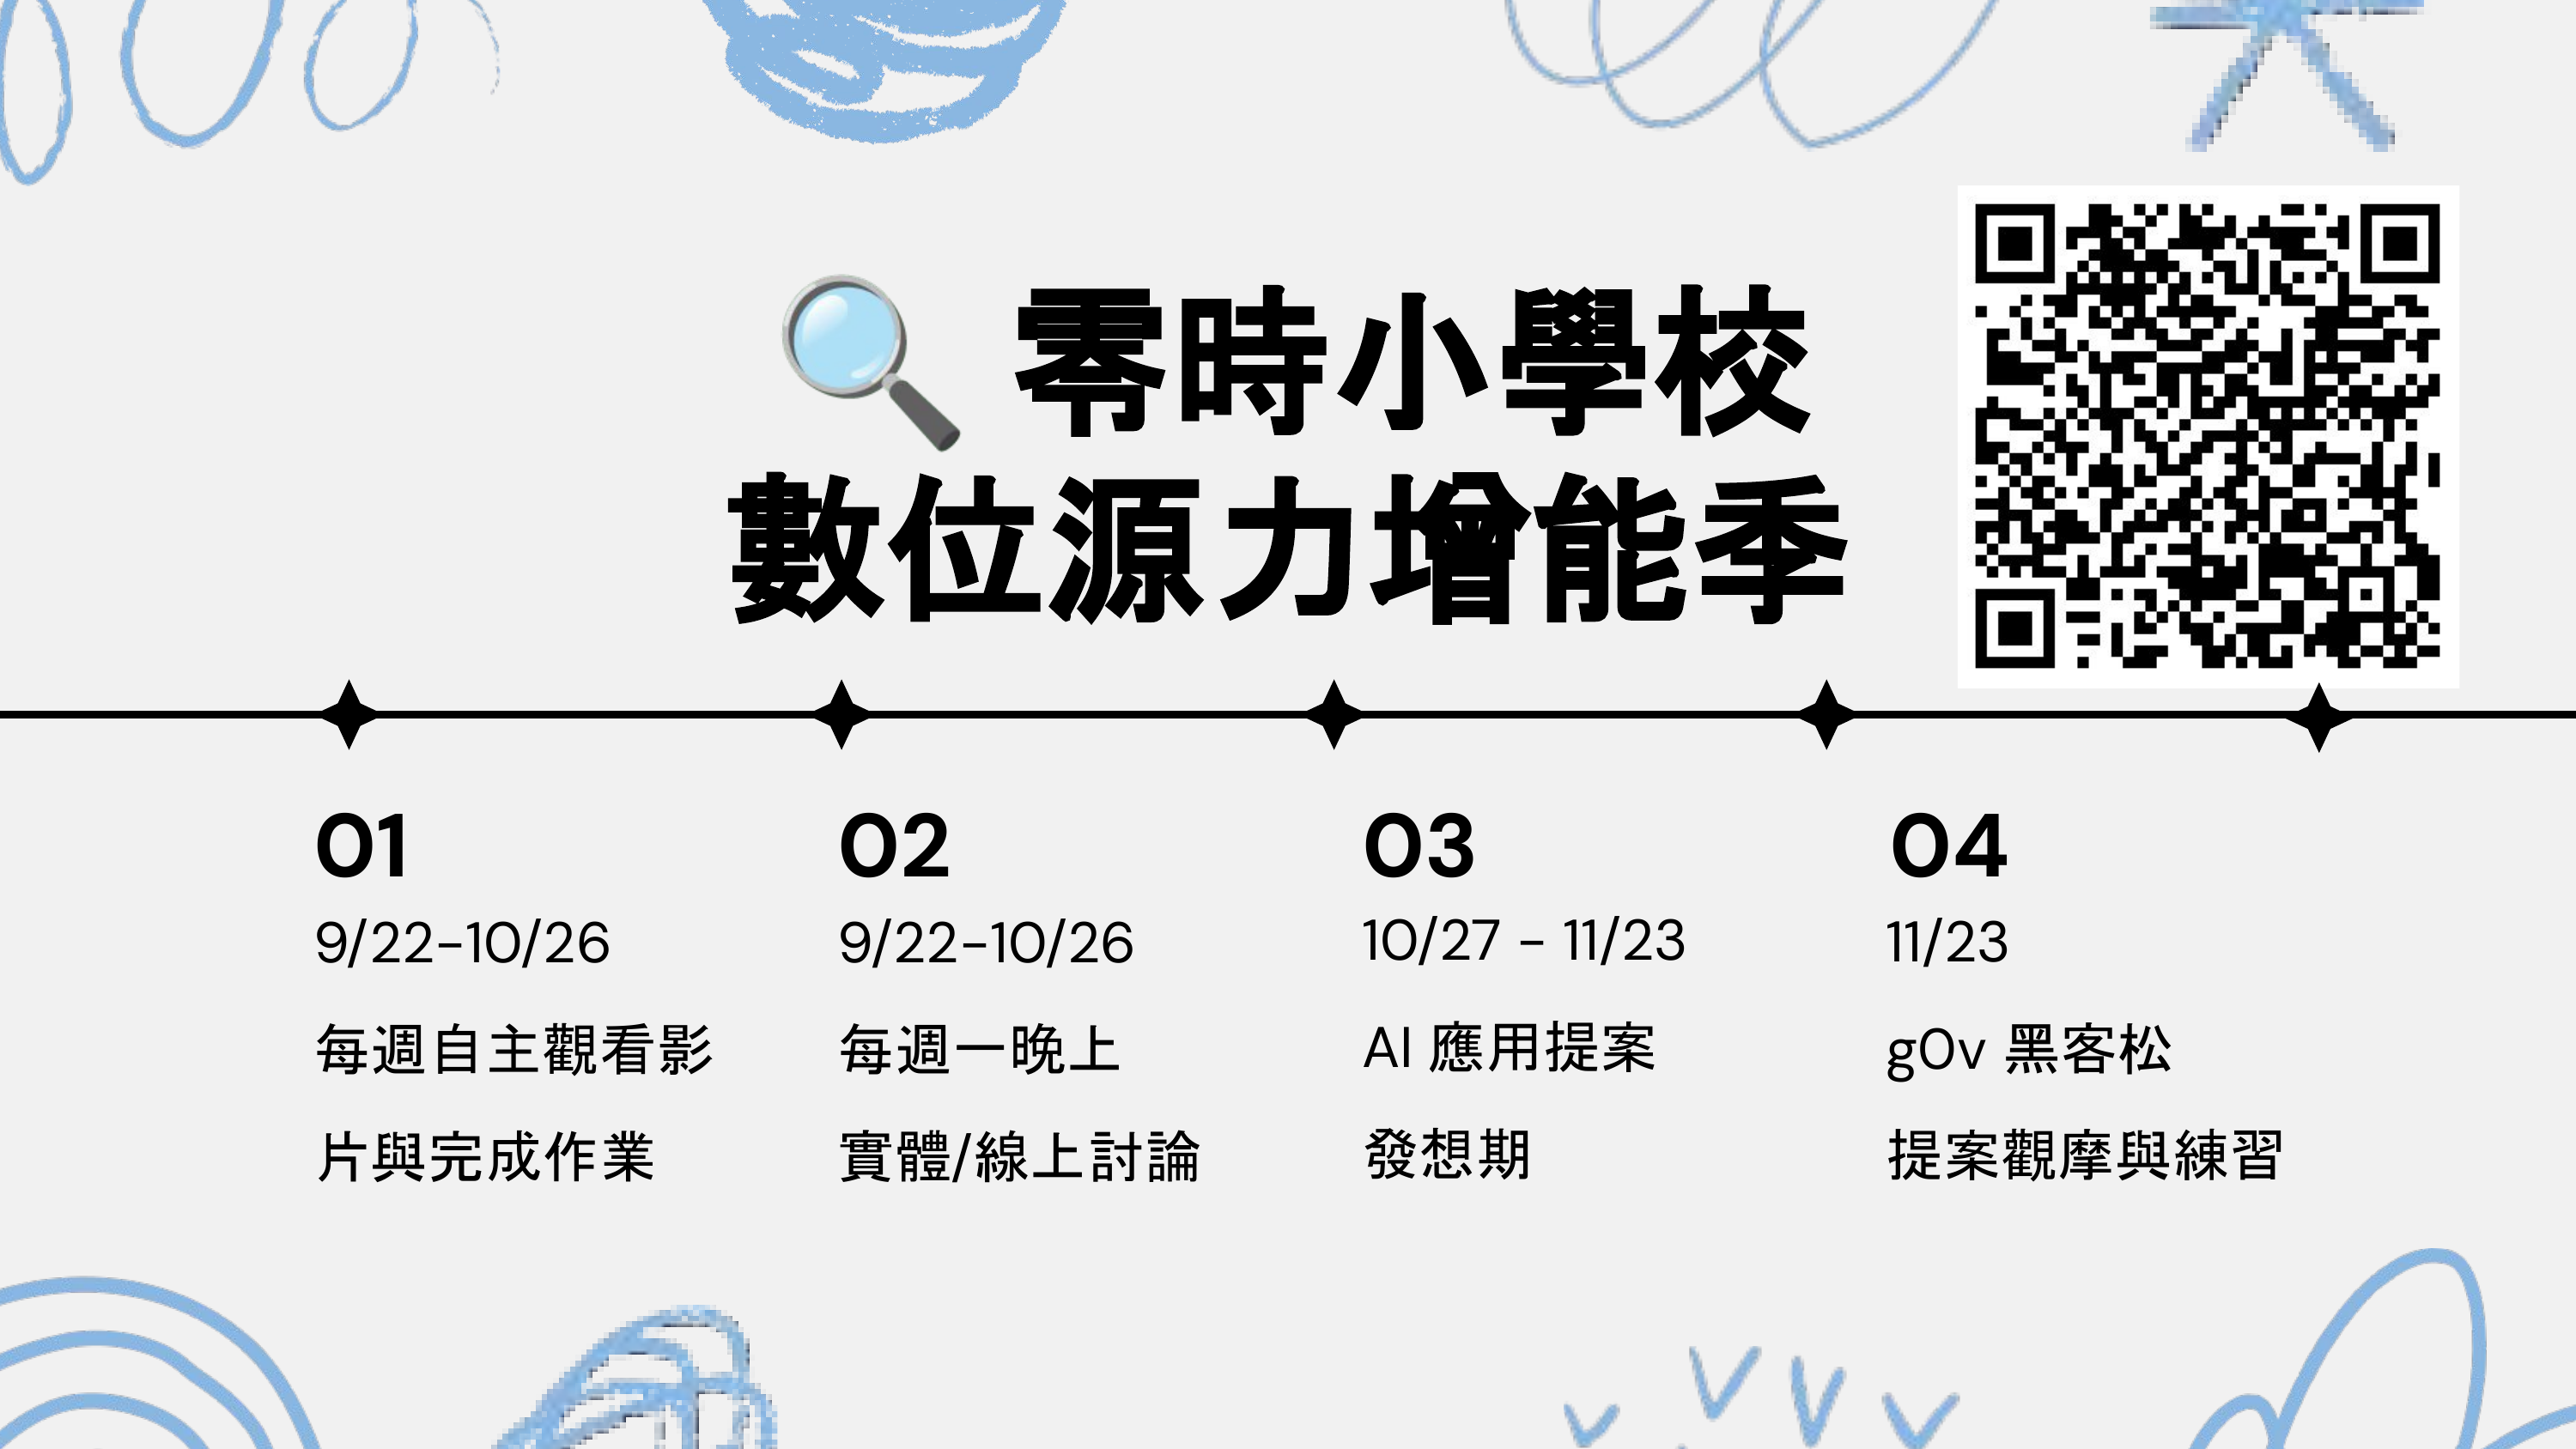 零時小學校
數位源力增能季
01
9/22-10/26
每週自主觀看影
片與完成作業
02
9/22-10/26
每週一晚上
實體/線上討論
03
10/27 - 11/23
AI 應用提案
發想期
04
11/23
g0v 黑客松
提案觀摩與練習